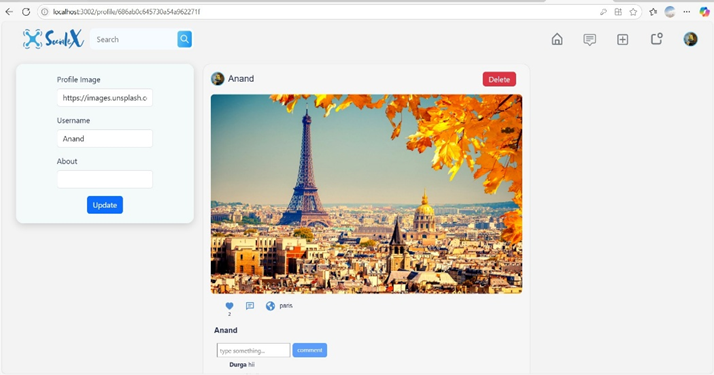 localhost:3002/profile/686ab0c645730a54a962271f
SocialX
Search
Profile Image
https://images.unsplash.c
Username
Anand
About
Update
Anand
Delete
2
paris
Anand
type something...
comment
Durga hii